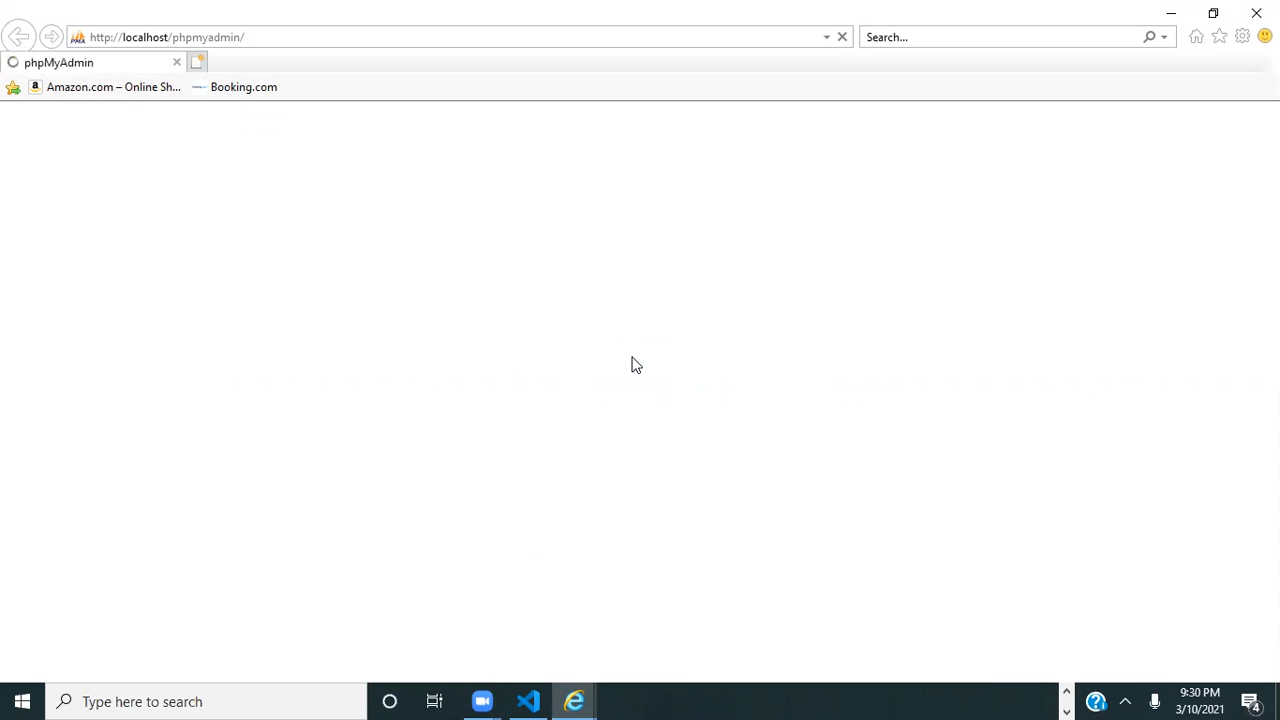 http://localhost/phpmyadmin/
Search...
phpMyAdmin
Amazon.com – Online Sh...
Booking.com
Type here to search
9:30 PM
3/10/2021
4